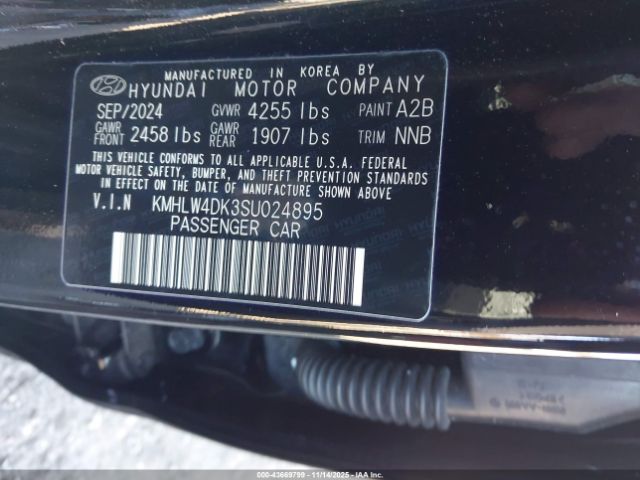 MANUFACTURED IN KOREA BY
HYUNDAI MOTOR COMPANY
SEP/2024 GVWR 4255 lbs PAINT A2B
GAWR FRONT 2458 lbs GAWR REAR 1907 lbs TRIM NNB
THIS VEHICLE CONFORMS TO ALL APPLICABLE U.S.A. FEDERAL
MOTOR VEHICLE SAFETY, BUMPER, AND THEFT PREVENTION STANDARDS
IN EFFECT ON THE DATE OF MANUFACTURE SHOWN ABOVE
V.I.N KMHLW4DK3SU024895
PASSENGER CAR
000-43669799 - 11/14/2025 - IAAI.COM